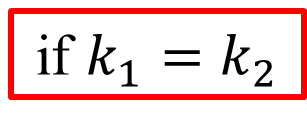 if k₁ = k₂